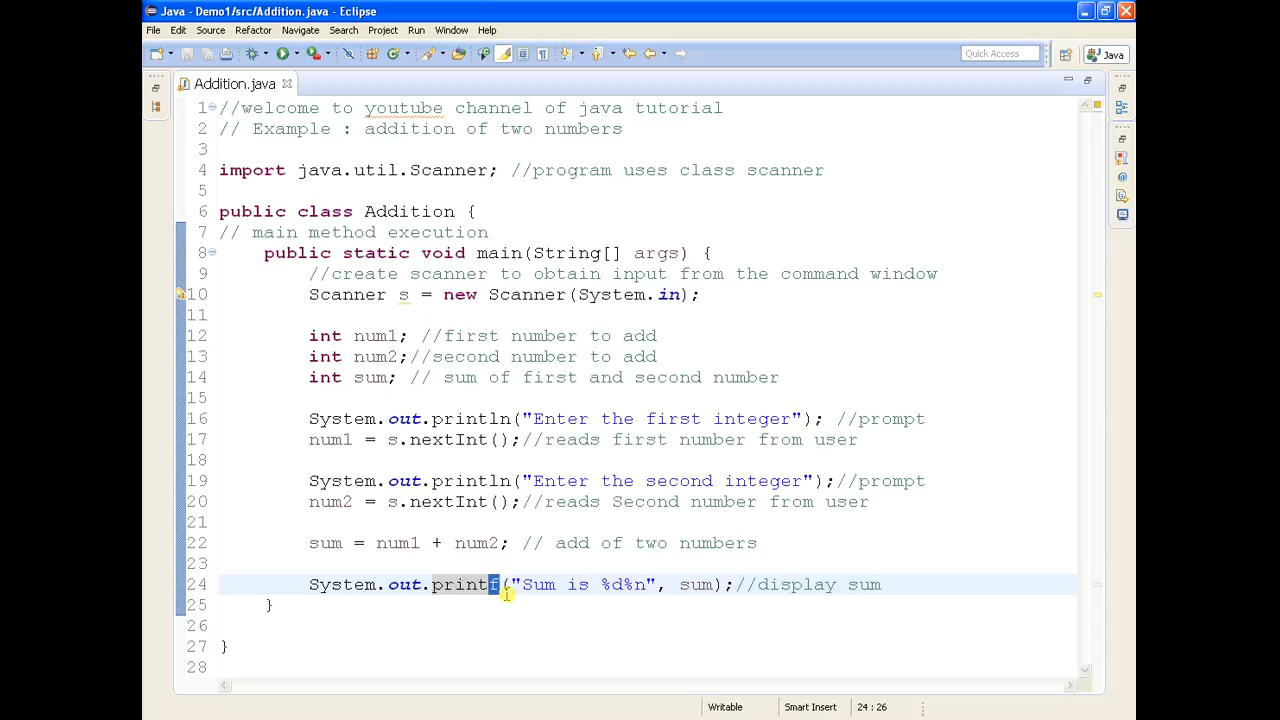 Java - Demo1/src/Addition.java - Eclipse
File Edit Source Refactor Navigate Search Project Run Window Help
Quick Access
Java
Addition.java
1 //welcome to youtube channel of java tutorial
2 // Example : addition of two numbers
3
4 import java.util.Scanner; //program uses class scanner
5
6 public class Addition {
7 // main method execution
8 public static void main(String[] args) {
9 //create scanner to obtain input from the command window
10 Scanner s = new Scanner(System.in);
11
12 int num1; //first number to add
13 int num2;//second number to add
14 int sum; // sum of first and second number
15
16 System.out.println("Enter the first integer"); //prompt
17 num1 = s.nextInt();//reads first number from user
18
19 System.out.println("Enter the second integer");//prompt
20 num2 = s.nextInt();//reads Second number from user
21
22 sum = num1 + num2; // add of two numbers
23
24 System.out.printf("Sum is %d%n", sum);//display sum
25 }
26
27 }
28
Writable Smart Insert 24 : 26